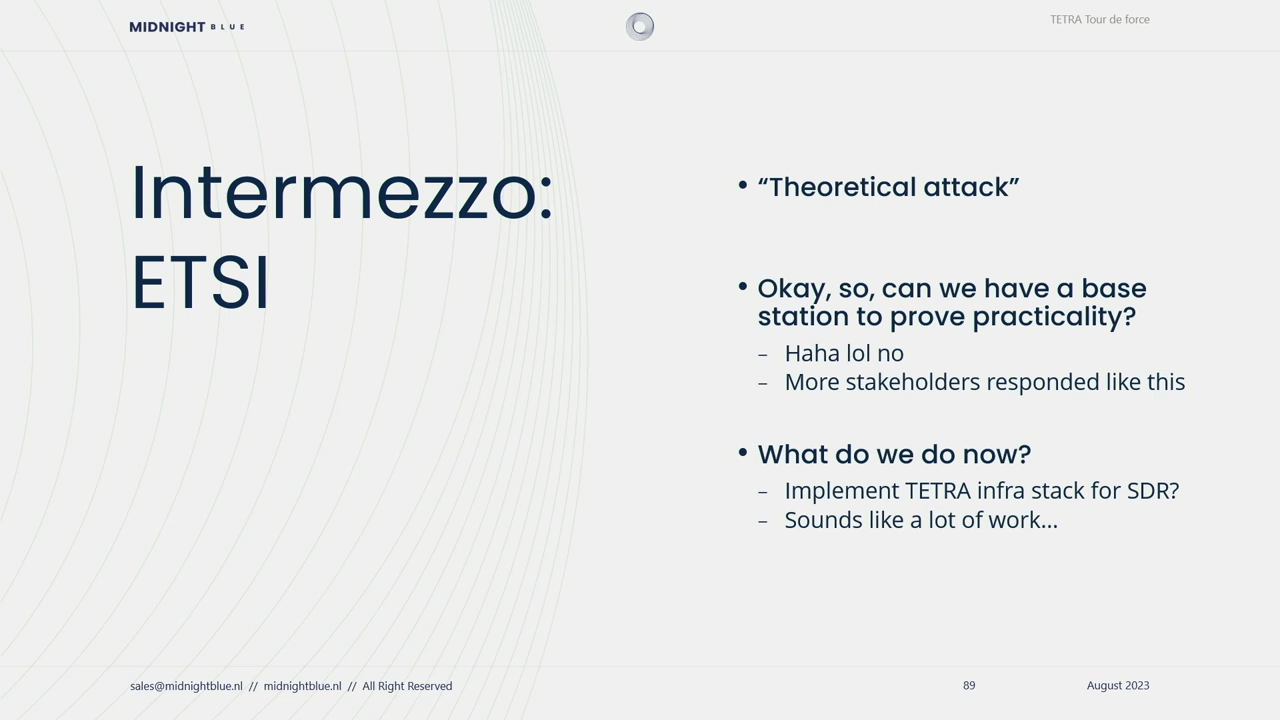 MIDNIGHT BLUE
TETRA Tour de force
Intermezzo:
ETSI
• “Theoretical attack”
• Okay, so, can we have a base
station to prove practicality?
– Haha lol no
– More stakeholders responded like this
• What do we do now?
– Implement TETRA infra stack for SDR?
– Sounds like a lot of work…
sales@midnightblue.nl // midnightblue.nl // All Right Reserved
89
August 2023